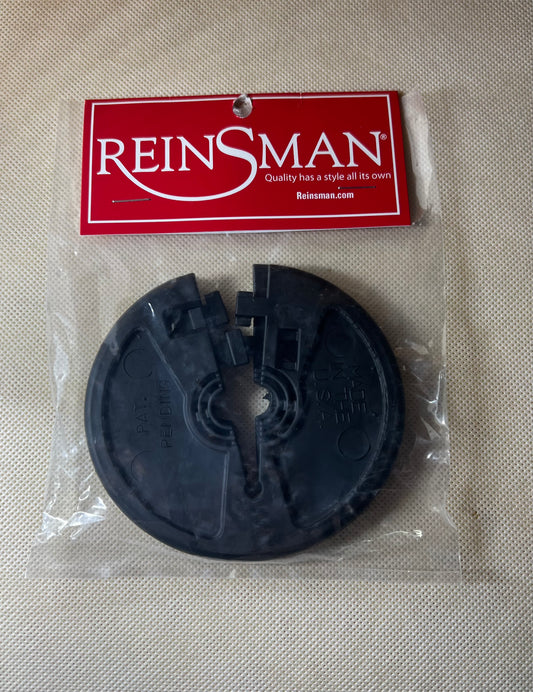 REINSMAN®
Quality has a style all its own
Reinsman.com
PAT.
PENDING
MADE
IN THE
U.S.A.